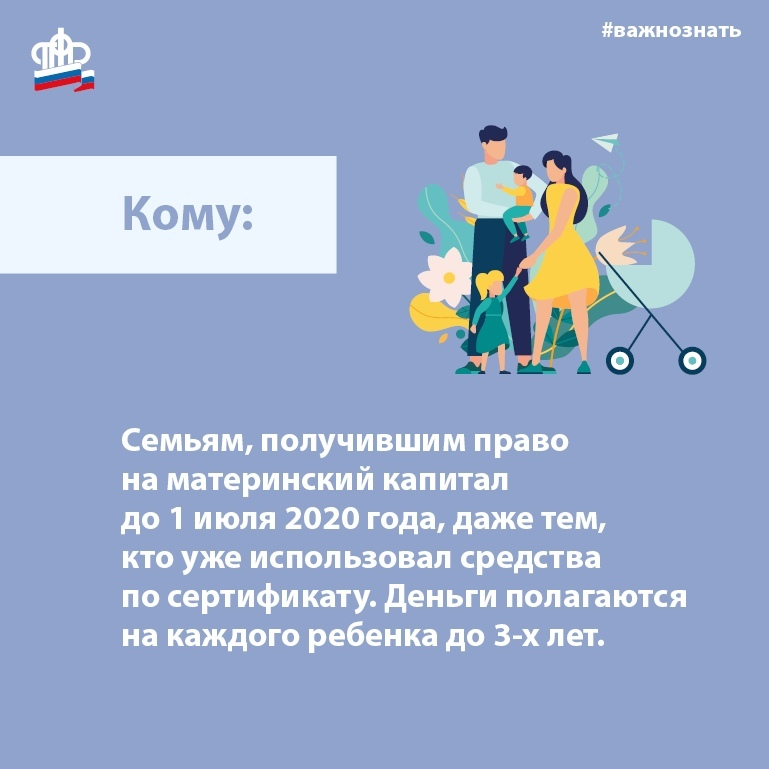 #важнознать
Кому:
Семьям, получившим право
на материнский капитал
до 1 июля 2020 года, даже тем,
кто уже использовал средства
по сертификату. Деньги полагаются
на каждого ребенка до 3-х лет.